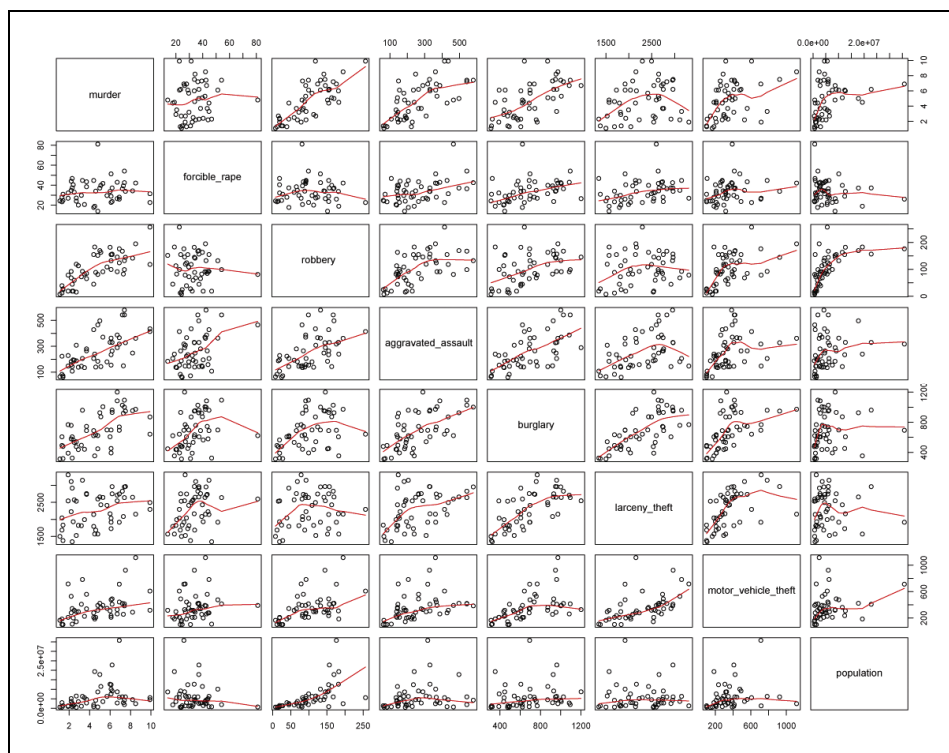 20 40 60 80
100 300 500
1500 2500
0.0e+00 2.0e+07
murder
2 4 6 8 10
20 40 60 80
forcible_rape
robbery
0 100 200
100 300 500
aggravated_assault
burglary
400 800 1200
1500 2500
larceny_theft
motor_vehicle_theft
200 600 1000
0.0e+00 2.5e+07
population
2 4 6 8 10
0 50 100 150 200 250
400 800 1200
200 600 1000